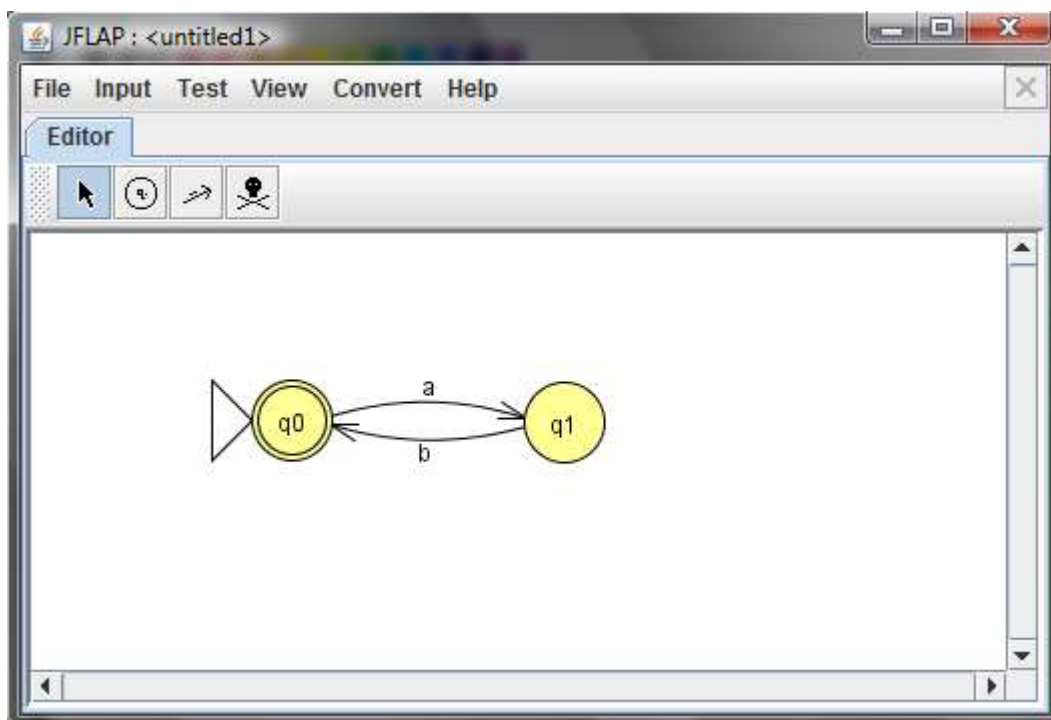 JFLAP : <untitled1>
File Input Test View Convert Help
Editor
q
a
q0
q1
b